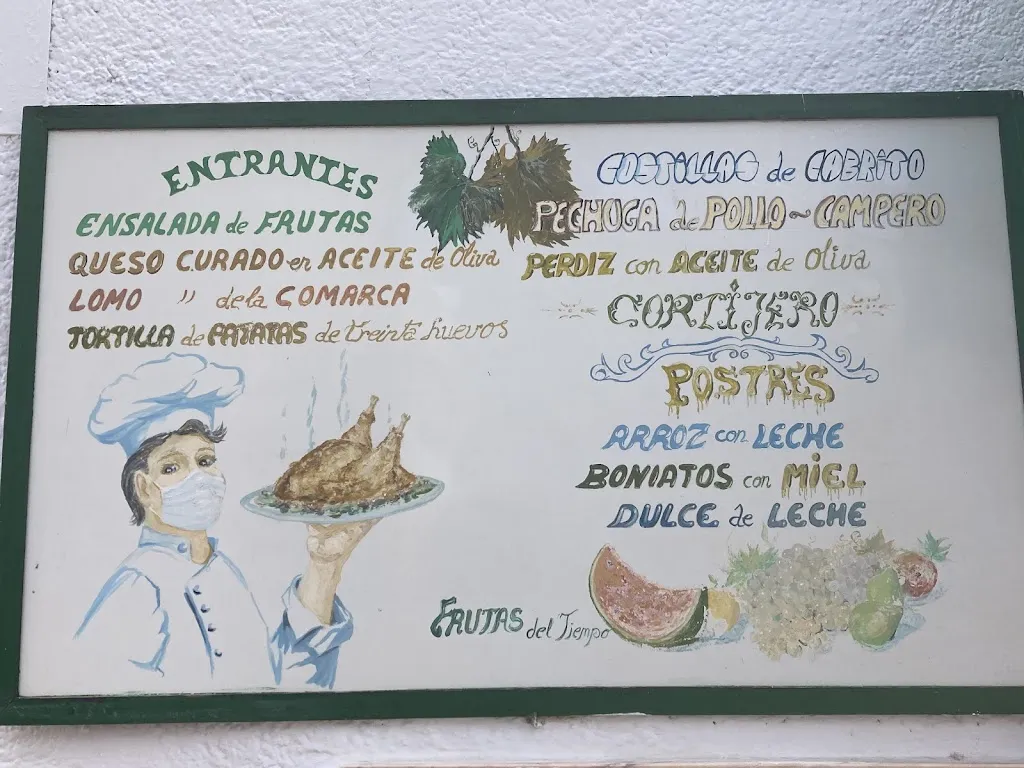 ENTRANTES
ENSALADA de FRUTAS
QUESO CURADO en ACEITE de Oliva
LOMO " de la COMARCA
TORTILLA de PATATAS de treinta huevos
COSTILLAS de CABRITO
PECHUGA de POLLO ~ CAMPERO
PERDIZ con ACEITE de Oliva
CORTIJERO
POSTRES
ARROZ con LECHE
BONIATOS con MIEL
DULCE de LECHE
FRUTAS del Tiempo